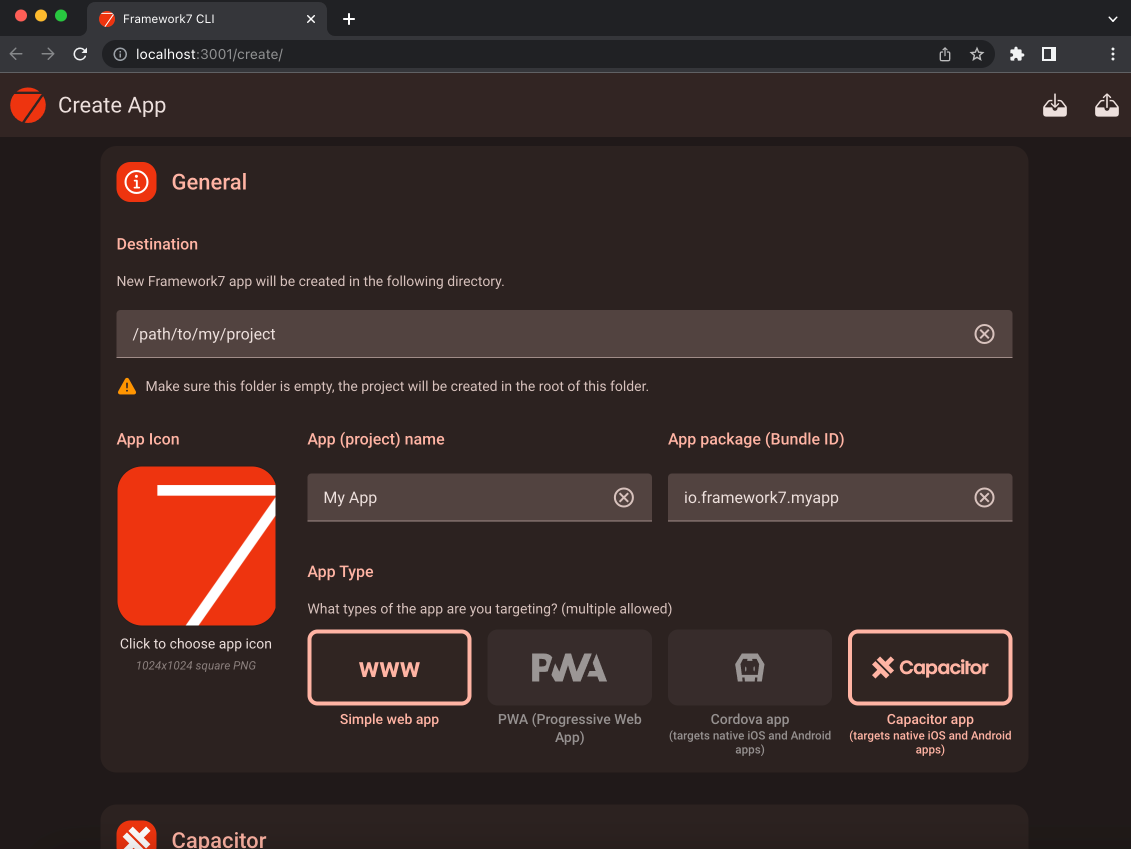 Framework7 CLI
localhost:3001/create/
Create App
General
Destination
New Framework7 app will be created in the following directory.
/path/to/my/project
Make sure this folder is empty, the project will be created in the root of this folder.
App Icon
App (project) name
App package (Bundle ID)
My App
io.framework7.myapp
App Type
What types of the app are you targeting? (multiple allowed)
Click to choose app icon
1024x1024 square PNG
www
PWA
Capacitor
Simple web app
PWA (Progressive Web
App)
Cordova app
(targets native iOS and Android
apps)
Capacitor app
(targets native iOS and Android
apps)
Capacitor